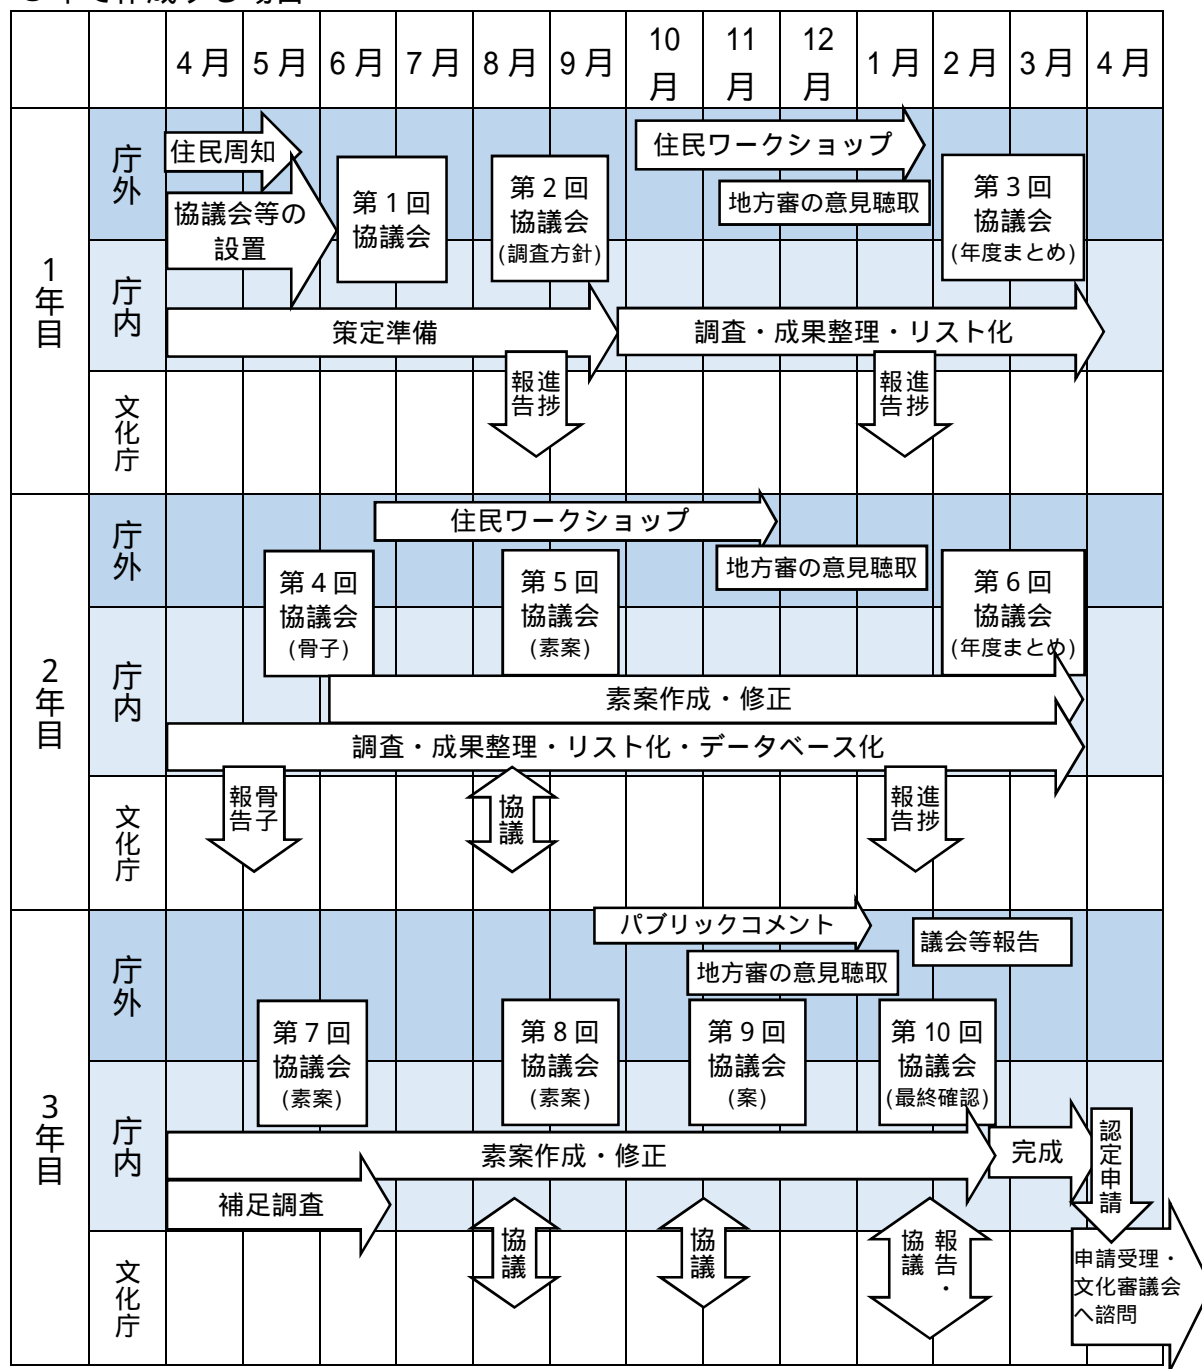 4月 5月 6月 7月 8月 9月 10月 11月 12月 1月 2月 3月 4月
1年目
庁外
住民周知
協議会等の
設置
第1回
協議会
第2回
協議会
(調査方針)
住民ワークショップ
地方審の意見聴取
第3回
協議会
(年度まとめ)
庁内
策定準備
調査・成果整理・リスト化
文化庁
進捗
報告
進捗
報告
2年目
庁外
住民ワークショップ
地方審の意見聴取
第4回
協議会
(骨子)
第5回
協議会
(素案)
第6回
協議会
(年度まとめ)
庁内
素案作成・修正
調査・成果整理・リスト化・データベース化
文化庁
骨子
報告
協議
進捗
報告
3年目
庁外
パブリックコメント
議会等報告
地方審の意見聴取
第7回
協議会
(素案)
第8回
協議会
(素案)
第9回
協議会
(案)
第10回
協議会
(最終確認)
庁内
素案作成・修正
完成
認定申請
補足調査
文化庁
協議
協議
報告・
協議
申請受理・
文化審議会
へ諮問